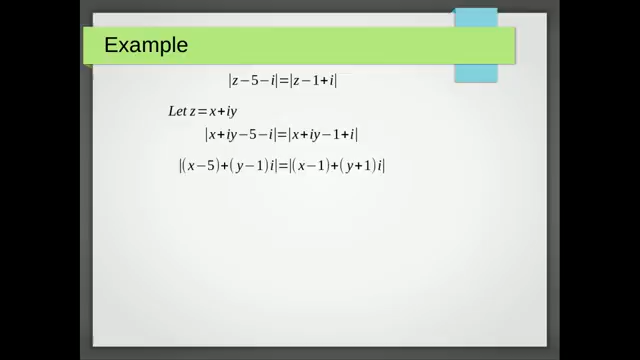 Example
|z−5−i|=|z−1+i|
Let z=x+iy
|x+iy−5−i|=|x+iy−1+i|
|(x−5)+(y−1)i|=|(x−1)+(y+1)i|